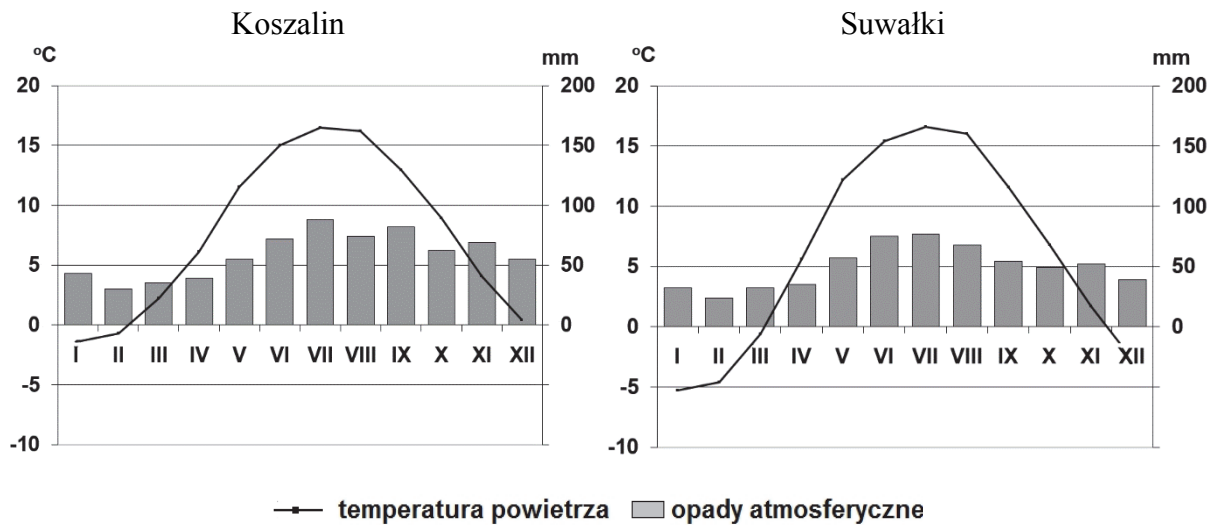 Koszalin
Suwałki
ºC
mm
ºC
mm
20
200
20
200
15
150
15
150
10
100
10
100
5
50
5
50
0
0
0
0
I II III IV V VI VII VIII IX X XI XII
I II III IV V VI VII VIII IX X XI XII
-5
-5
-10
-10
temperatura powietrza
opady atmosferyczne